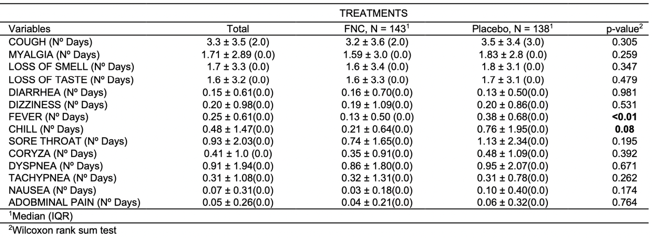 TREATMENTS
Variables Total FNC, N = 143¹ Placebo, N = 138¹ p-value²
COUGH (Nº Days) 3.3 ± 3.5 (2.0) 3.2 ± 3.6 (2.0) 3.5 ± 3.4 (3.0) 0.305
MYALGIA (Nº Days) 1.71 ± 2.89 (0.0) 1.59 ± 3.0 (0.0) 1.83 ± 2.8 (0.0) 0.259
LOSS OF SMELL (Nº Days) 1.7 ± 3.3 (0.0) 1.6 ± 3.4 (0.0) 1.8 ± 3.1 (0.0) 0.347
LOSS OF TASTE (Nº Days) 1.6 ± 3.2 (0.0) 1.6 ± 3.3 (0.0) 1.7 ± 3.1 (0.0) 0.479
DIARRHEA (Nº Days) 0.15 ± 0.61(0.0) 0.16 ± 0.70(0.0) 0.13 ± 0.50(0.0) 0.981
DIZZINESS (Nº Days) 0.20 ± 0.98(0.0) 0.19 ± 1.09(0.0) 0.20 ± 0.86(0.0) 0.531
FEVER (Nº Days) 0.25 ± 0.61(0.0) 0.13 ± 0.50 (0.0) 0.38 ± 0.68(0.0) <0.01
CHILL (Nº Days) 0.48 ± 1.47(0.0) 0.21 ± 0.64(0.0) 0.76 ± 1.95(0.0) 0.08
SORE THROAT (Nº Days) 0.93 ± 2.03(0.0) 0.74 ± 1.65(0.0) 1.13 ± 2.34(0.0) 0.195
CORYZA (Nº Days) 0.41 ± 1.0 (0.0) 0.35 ± 0.91(0.0) 0.48 ± 1.09(0.0) 0.392
DYSPNEA (Nº Days) 0.91 ± 1.94(0.0) 0.86 ± 1.80(0.0) 0.95 ± 2.07(0.0) 0.671
TACHYPNEA (Nº Days) 0.31 ± 1.08(0.0) 0.32 ± 1.31(0.0) 0.31 ± 0.78(0.0) 0.262
NAUSEA (Nº Days) 0.07 ± 0.31(0.0) 0.03 ± 0.18(0.0) 0.10 ± 0.40(0.0) 0.174
ADOBMINAL PAIN (Nº Days) 0.05 ± 0.26(0.0) 0.04 ± 0.21(0.0) 0.06 ± 0.32(0.0) 0.764
¹Median (IQR)
²Wilcoxon rank sum test